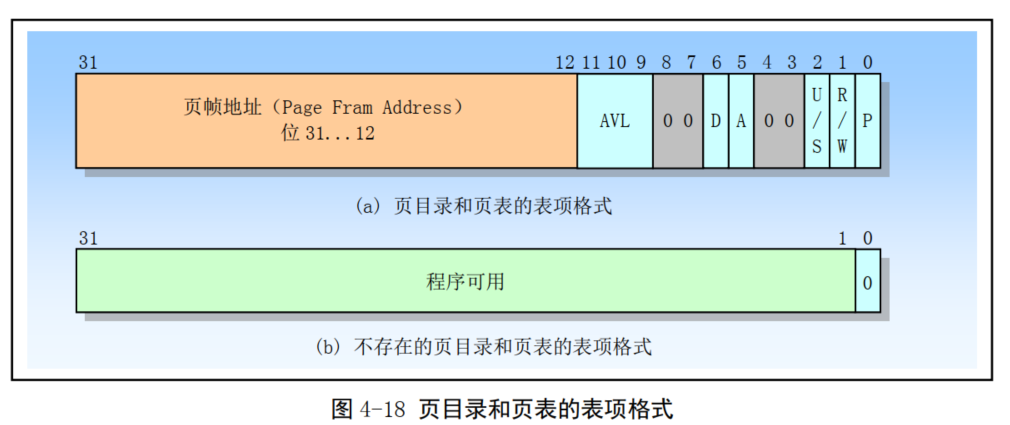 31 12 11 10 9 8 7 6 5 4 3 2 1 0
页帧地址（Page Fram Address）
位 31...12
AVL
0 0
D
A
0 0
U/S
R/W
P
(a) 页目录和页表的表项格式
31 1 0
程序可用
0
(b) 不存在的页目录和页表的表项格式
图 4-18 页目录和页表的表项格式